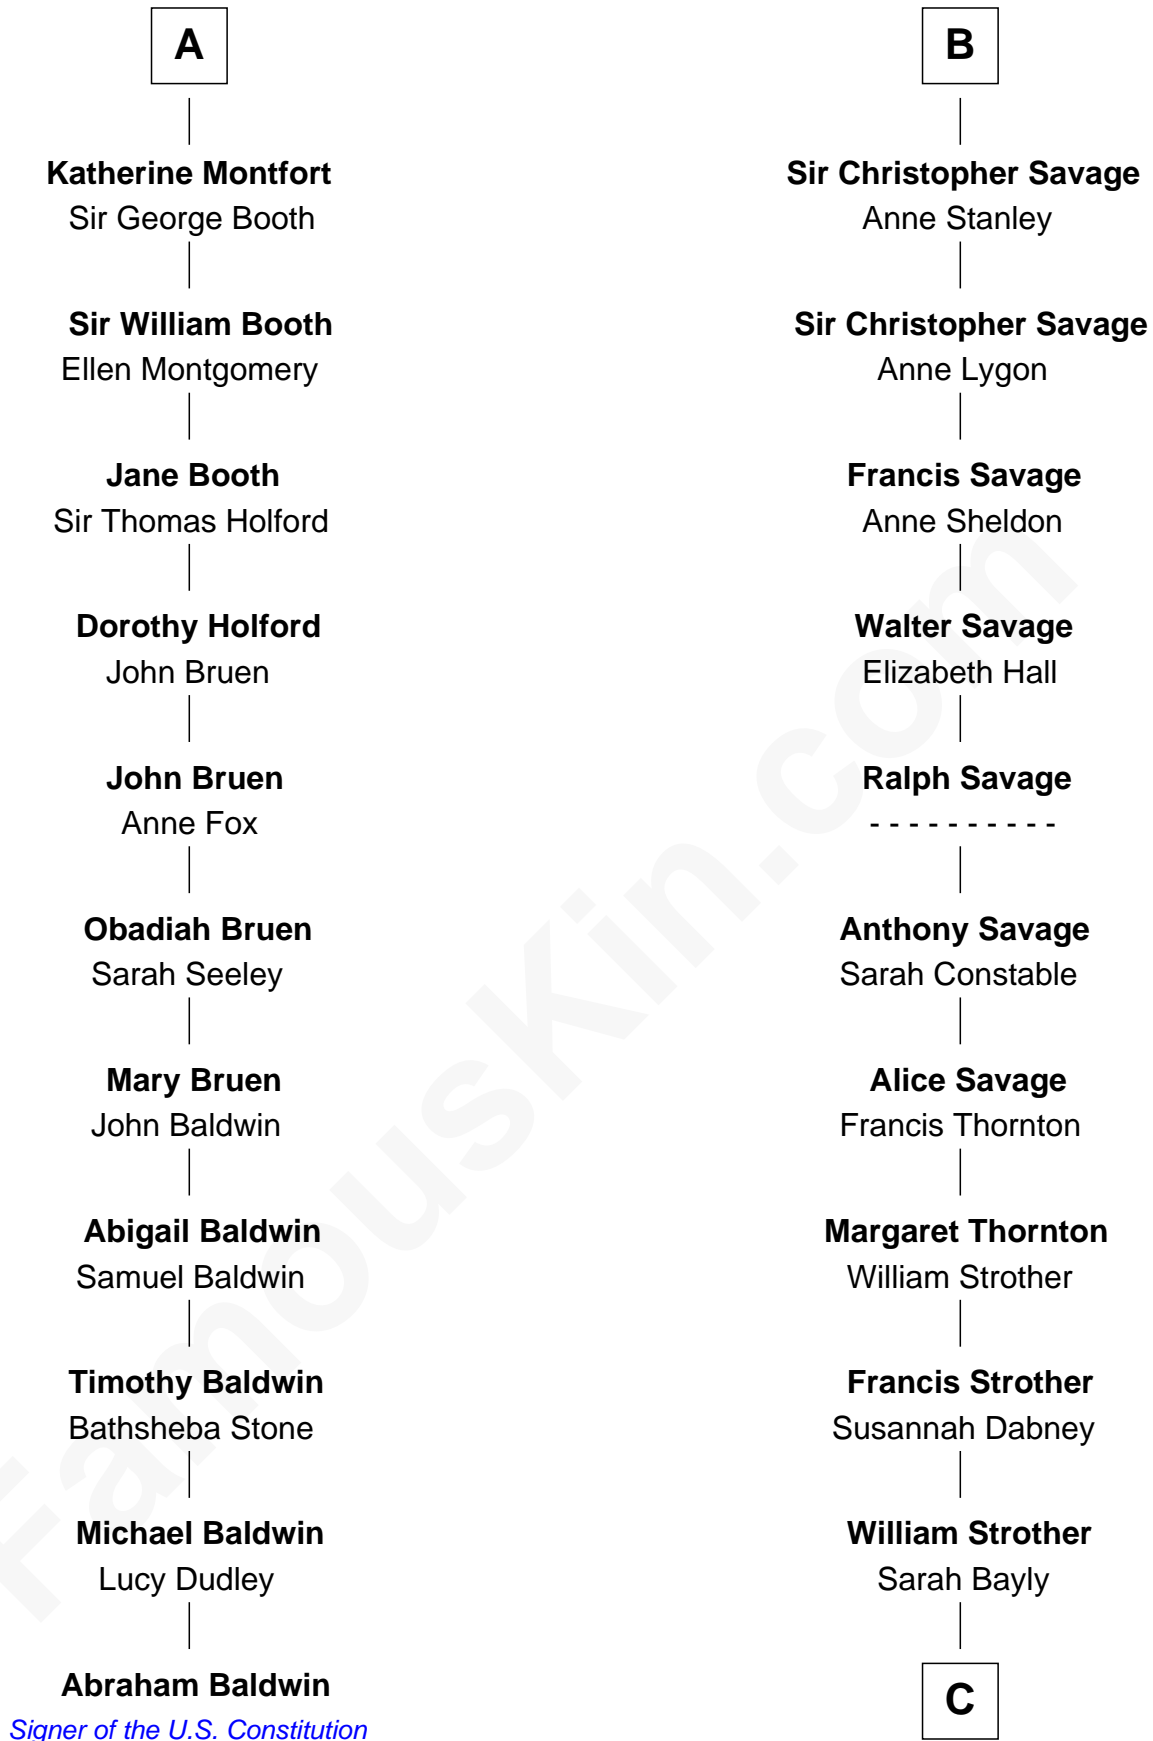 A
Katherine Montfort
Sir George Booth
Sir William Booth
Ellen Montgomery
Jane Booth
Sir Thomas Holford
Dorothy Holford
John Bruen
John Bruen
Anne Fox
Obadiah Bruen
Sarah Seeley
Mary Bruen
John Baldwin
Abigail Baldwin
Samuel Baldwin
Timothy Baldwin
Bathsheba Stone
Michael Baldwin
Lucy Dudley
Abraham Baldwin
Signer of the U.S. Constitution
B
Sir Christopher Savage
Anne Stanley
Sir Christopher Savage
Anne Lygon
Francis Savage
Anne Sheldon
Walter Savage
Elizabeth Hall
Ralph Savage
- - - - - - - - - -
Anthony Savage
Sarah Constable
Alice Savage
Francis Thornton
Margaret Thornton
William Strother
Francis Strother
Susannah Dabney
William Strother
Sarah Bayly
C
FamousKin.com